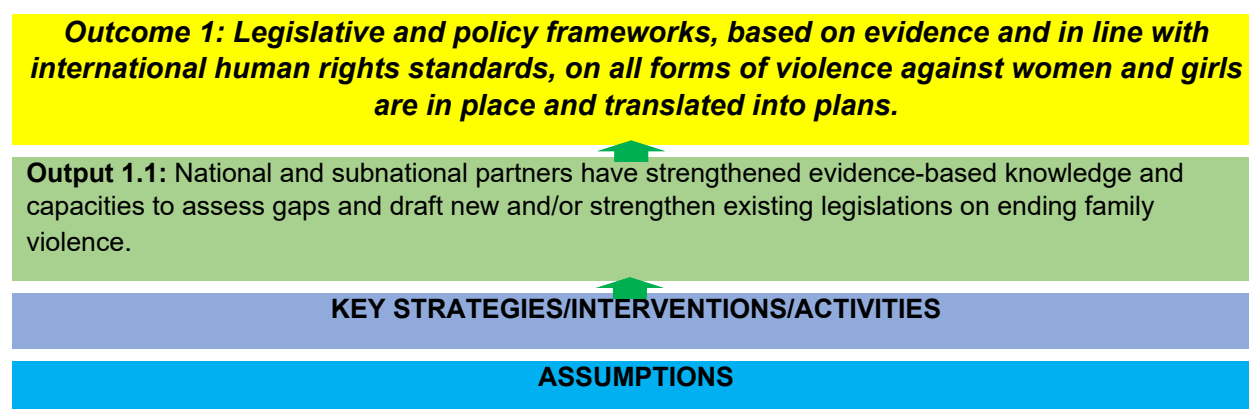 Outcome 1: Legislative and policy frameworks, based on evidence and in line with
international human rights standards, on all forms of violence against women and girls
are in place and translated into plans.
Output 1.1: National and subnational partners have strengthened evidence-based knowledge and
capacities to assess gaps and draft new and/or strengthen existing legislations on ending family
violence.
KEY STRATEGIES/INTERVENTIONS/ACTIVITIES
ASSUMPTIONS